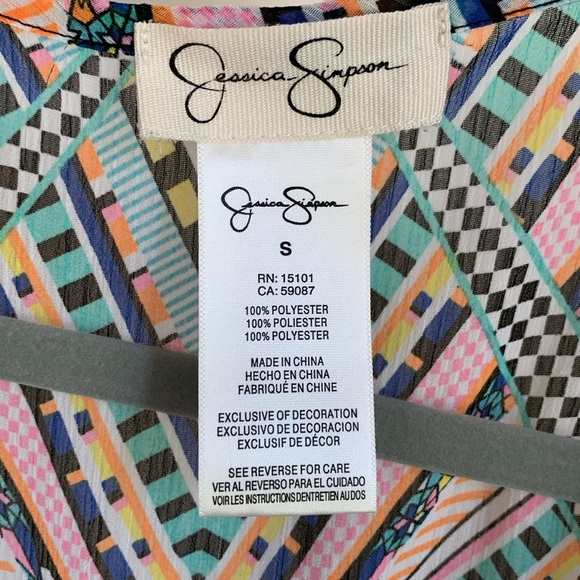 Jessica Simpson
Jessica Simpson
S
RN: 15101
CA: 59087
100% POLYESTER
100% POLIESTER
100% POLYESTER
MADE IN CHINA
HECHO EN CHINA
FABRIQUÉ EN CHINE
EXCLUSIVE OF DECORATION
EXCLUSIVO DE DECORACION
EXCLUSIF DE DÉCOR
SEE REVERSE FOR CARE
VER AL REVERSO PARA EL CUIDADO
VOIR LES INSTRUCTIONS D'ENTRETIEN AU DOS